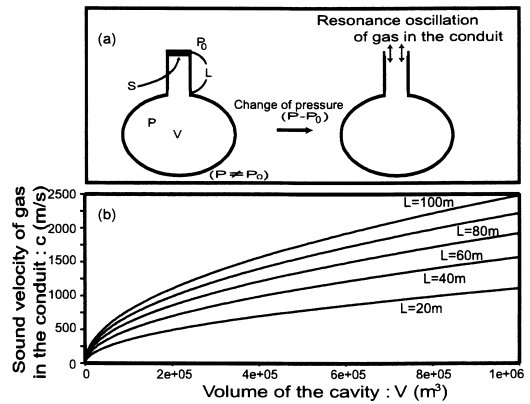 (a)
Resonance oscillation
of gas in the conduit
P₀
S
L
P
V
Change of pressure
(P-P₀)
(P≠P₀)
(b)
L=100m
L=80m
L=60m
L=40m
L=20m
Sound velocity of gas
in the conduit : c (m/s)
2500
2000
1500
1000
500
0
0
2e+05
4e+05
6e+05
8e+05
1e+06
Volume of the cavity : V (m³)